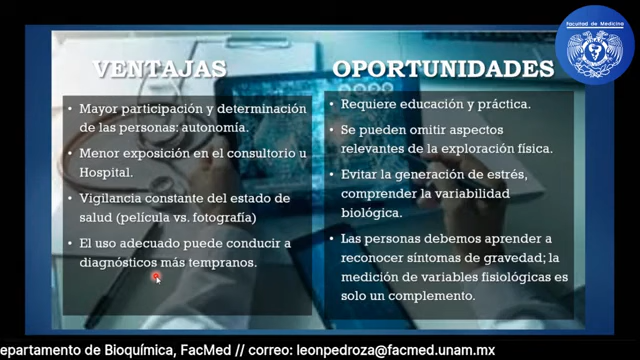 Facultad de Medicina
VENTAJAS
• Mayor participación y determinación
de las personas: autonomía.
• Menor exposición en el consultorio u
Hospital.
• Vigilancia constante del estado de
salud (película vs. fotografía)
• El uso adecuado puede conducir a
diagnósticos más tempranos.
OPORTUNIDADES
• Requiere educación y práctica.
• Se pueden omitir aspectos
relevantes de la exploración física.
• Evitar la generación de estrés,
comprender la variabilidad
biológica.
• Las personas debemos aprender a
reconocer síntomas de gravedad; la
medición de variables fisiológicas es
solo un complemento.
epartamento de Bioquímica, FacMed // correo: leonpedroza@facmed.unam.mx